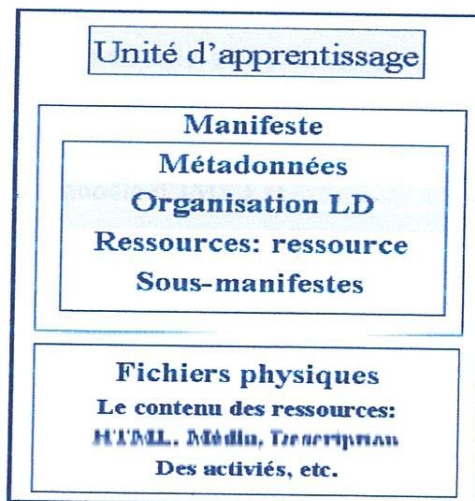 Unité d'apprentissage
Manifeste
Métadonnées
Organisation LD
Ressources: ressource
Sous-manifestes
Fichiers physiques
Le contenu des ressources:
HTML, Média, Description
Des activiés, etc.